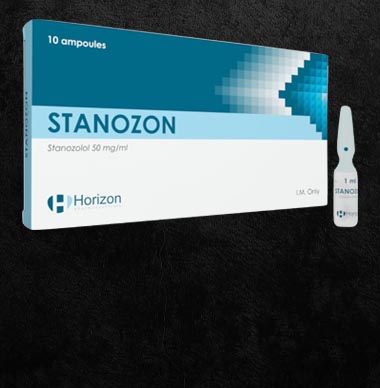 10 ampoules
STANOZON
Stanozolol 50 mg/ml
Horizon
I.M. Only
1 ml
STANOZO